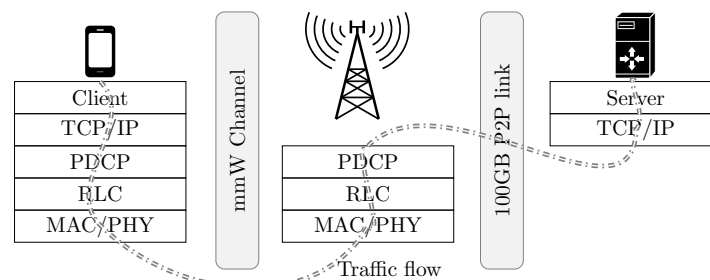 Client
TCP/IP
PDCP
RLC
MAC/PHY
mmW Channel
PDCP
RLC
MAC/PHY
100GB P2P link
Server
TCP/IP
Traffic flow